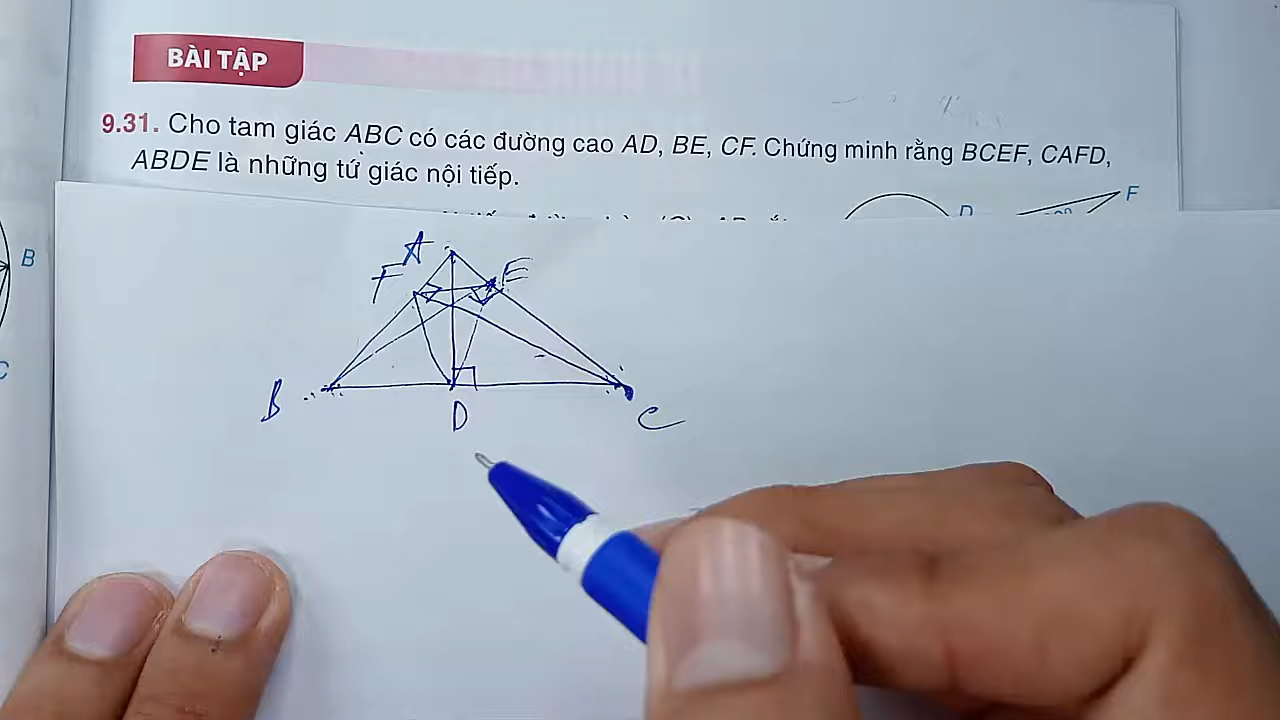 BÀI TẬP
9.31. Cho tam giác ABC có các đường cao AD, BE, CF. Chứng minh rằng BCEF, CAFD,
ABDE là những tứ giác nội tiếp.
D
F
B
A
E
F
C
B
D
C